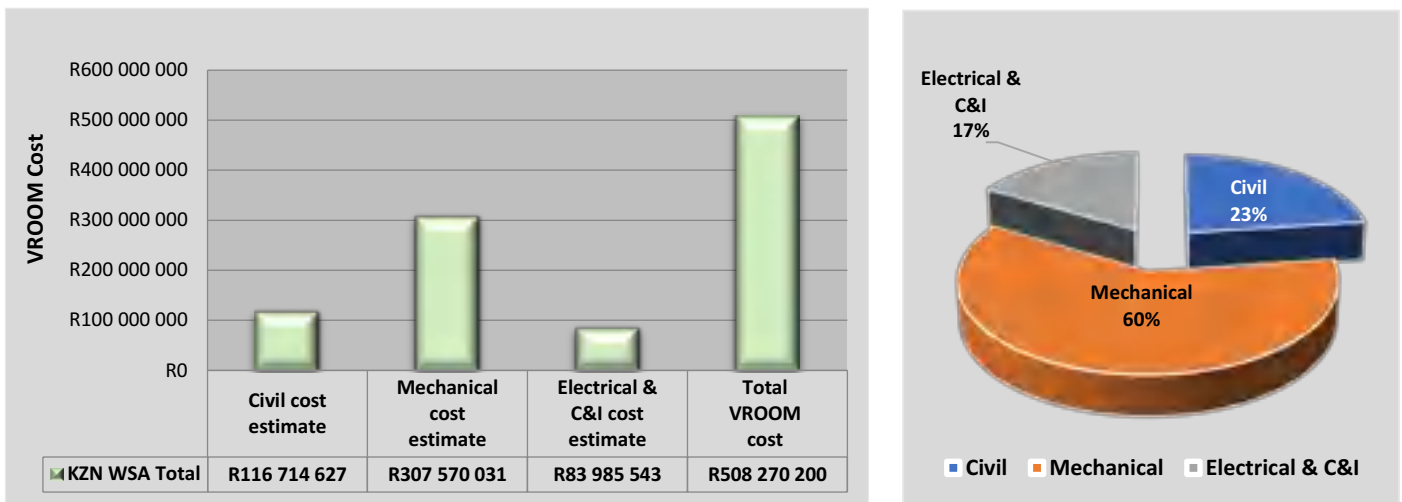 R600 000 000
R500 000 000
R400 000 000
R300 000 000
R200 000 000
R100 000 000
R0
VROOM Cost
Civil cost
estimate
Mechanical
cost
estimate
Electrical &
C&I cost
estimate
Total
VROOM
cost
KZN WSA Total R116 714 627 R307 570 031 R83 985 543 R508 270 200
Electrical &
C&I
17%
Civil
23%
Mechanical
60%
Civil Mechanical Electrical & C&I